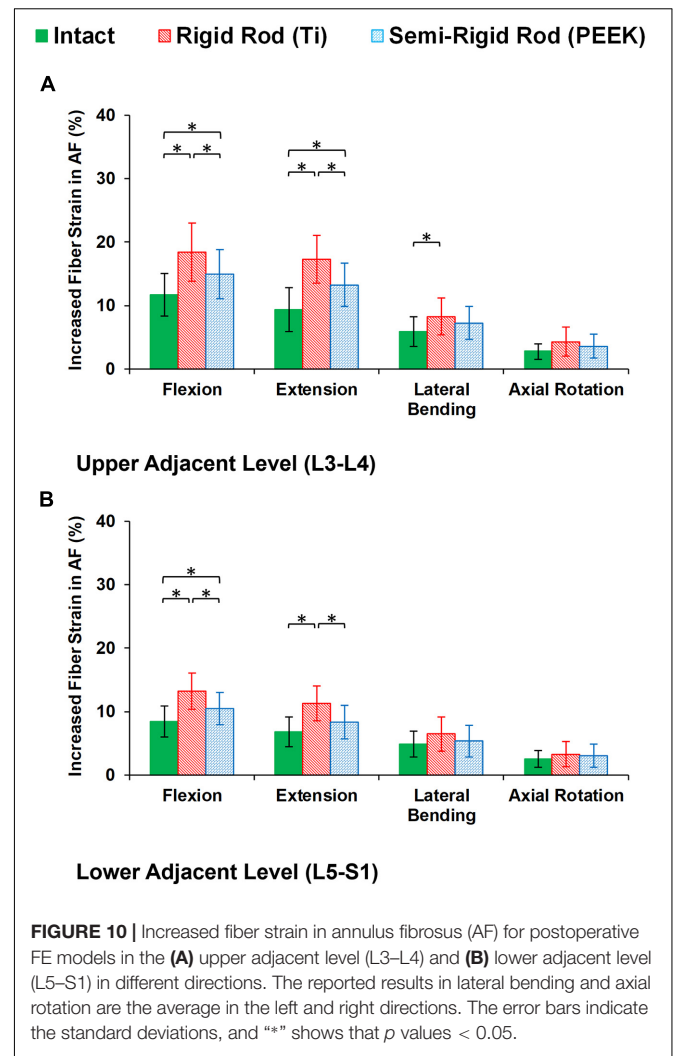 Intact Rigid Rod (Ti) Semi-Rigid Rod (PEEK)
A
Increased Fiber Strain in AF (%)
40
30
20
10
0
* * *
* * *
*
Flexion Extension Lateral Bending Axial Rotation
Upper Adjacent Level (L3-L4)
B
Increased Fiber Strain in AF (%)
40
30
20
10
0
* * *
* *
Flexion Extension Lateral Bending Axial Rotation
Lower Adjacent Level (L5-S1)
FIGURE 10 | Increased fiber strain in annulus fibrosus (AF) for postoperative
FE models in the (A) upper adjacent level (L3–L4) and (B) lower adjacent level
(L5–S1) in different directions. The reported results in lateral bending and axial
rotation are the average in the left and right directions. The error bars indicate
the standard deviations, and “*” shows that p values < 0.05.